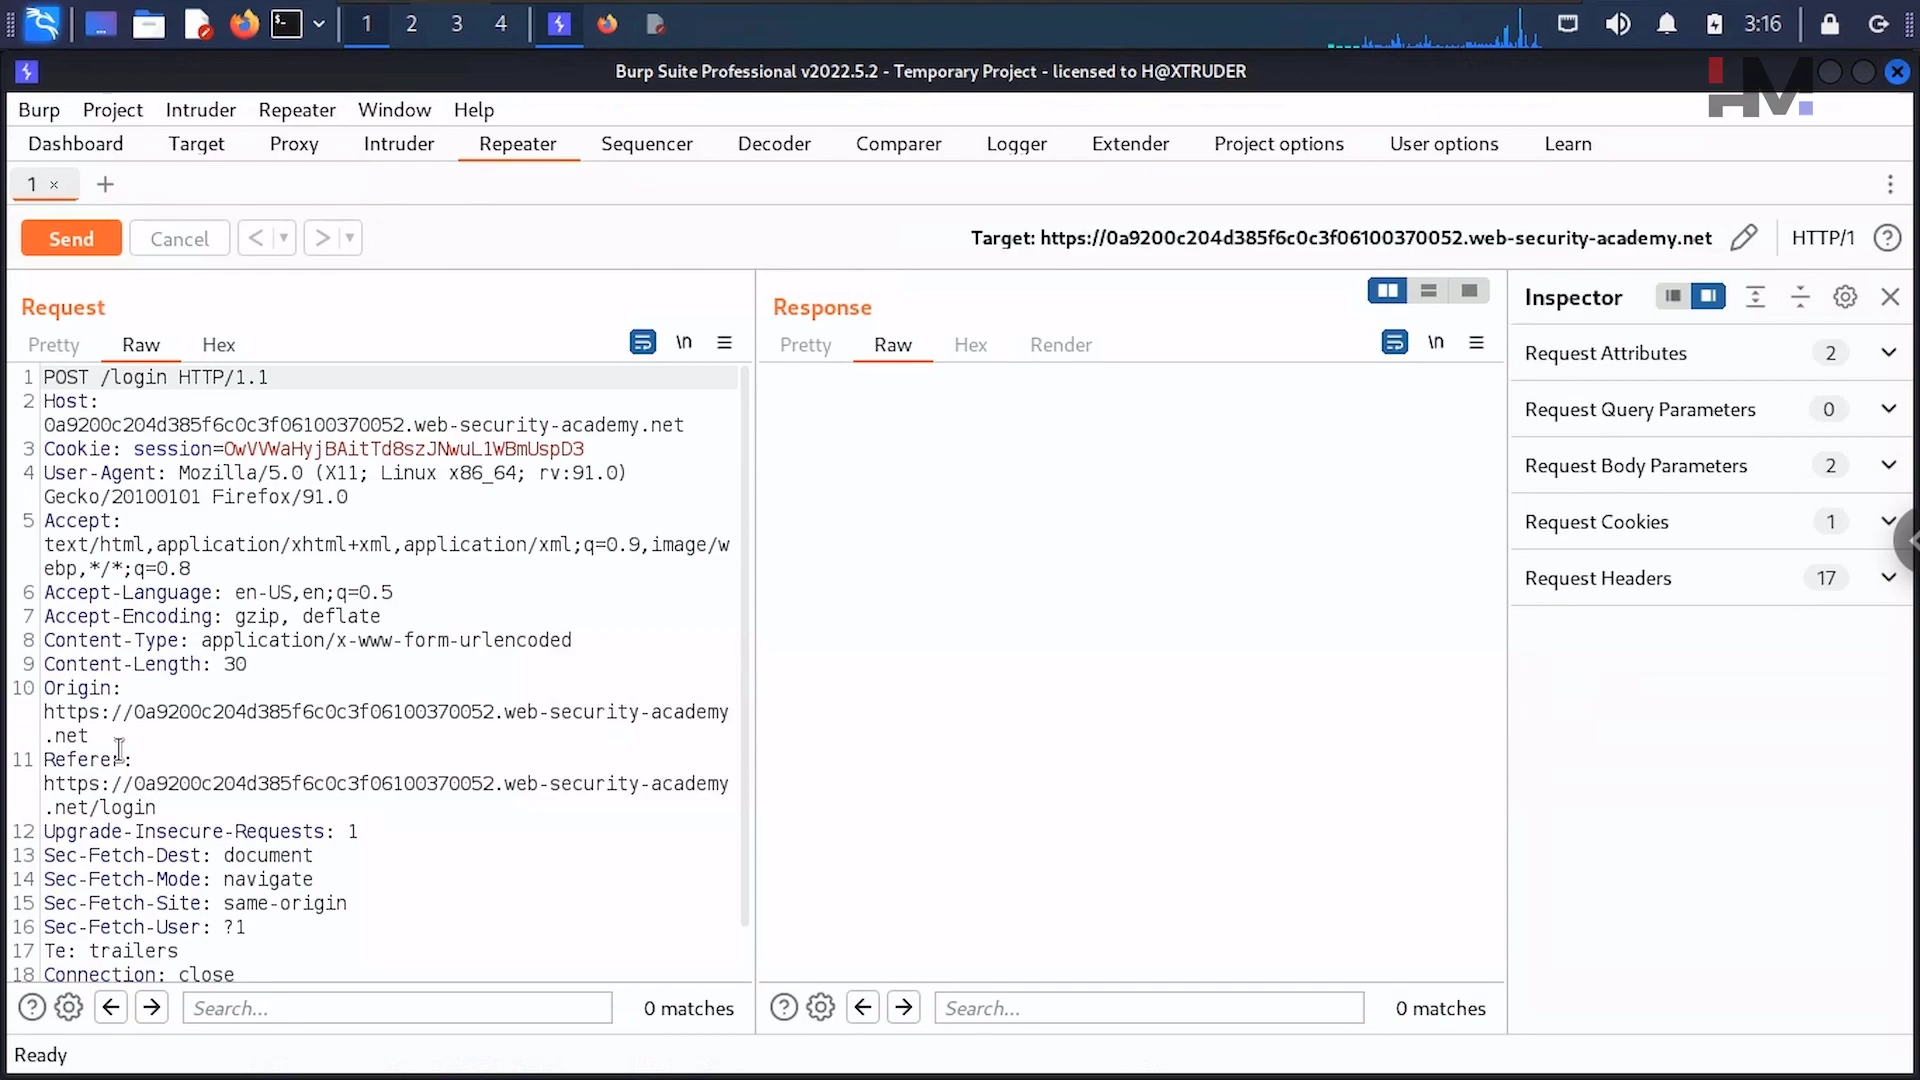 1
2
3
4
3:16
Burp Suite Professional v2022.5.2 - Temporary Project - licensed to H@XTRUDER
HM.
Burp Project Intruder Repeater Window Help
Dashboard Target Proxy Intruder Repeater Sequencer Decoder Comparer Logger Extender Project options User options Learn
1 ×
Send Cancel < > Target: https://0a9200c204d385f6c0c3f06100370052.web-security-academy.net HTTP/1 ?
Request
Pretty Raw Hex \n
1 POST /login HTTP/1.1
2 Host:
0a9200c204d385f6c0c3f06100370052.web-security-academy.net
3 Cookie: session=OwVVWaHyjBAitTd8szJNwuL1WBmUspD3
4 User-Agent: Mozilla/5.0 (X11; Linux x86_64; rv:91.0)
Gecko/20100101 Firefox/91.0
5 Accept:
text/html,application/xhtml+xml,application/xml;q=0.9,image/w
ebp,*/*;q=0.8
6 Accept-Language: en-US,en;q=0.5
7 Accept-Encoding: gzip, deflate
8 Content-Type: application/x-www-form-urlencoded
9 Content-Length: 30
10 Origin:
https://0a9200c204d385f6c0c3f06100370052.web-security-academy
.net
11 Referer:
https://0a9200c204d385f6c0c3f06100370052.web-security-academy
.net/login
12 Upgrade-Insecure-Requests: 1
13 Sec-Fetch-Dest: document
14 Sec-Fetch-Mode: navigate
15 Sec-Fetch-Site: same-origin
16 Sec-Fetch-User: ?1
17 Te: trailers
18 Connection: close
? Search... 0 matches
Response
Pretty Raw Hex Render \n
? Search... 0 matches
Inspector
Request Attributes 2
Request Query Parameters 0
Request Body Parameters 2
Request Cookies 1
Request Headers 17
Ready